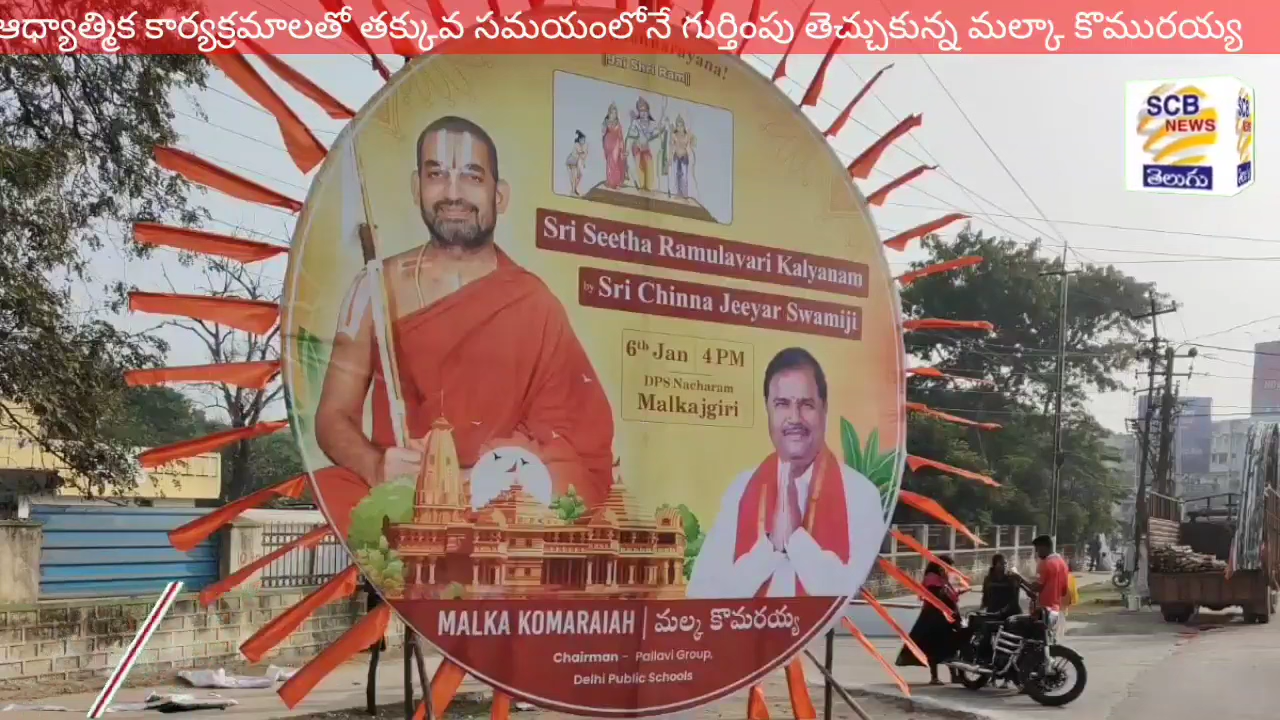 ఆధ్యాత్మిక కార్యక్రమాలతో తక్కువ సమయంలోనే గుర్తింపు తెచ్చుకున్న మల్కా కొమురయ్య
||Jai Shri Ram||
SCB
NEWS
తెలుగు
SCB
NEWS
Sri Seetha Ramulavari Kalyanam
by Sri Chinna Jeeyar Swamiji
6th Jan | 4 PM
DPS Nacharam
Malkajgiri
MALKA KOMARAIAH | మల్క కొమరయ్య
Chairman - Pallavi Group,
Delhi Public Schools